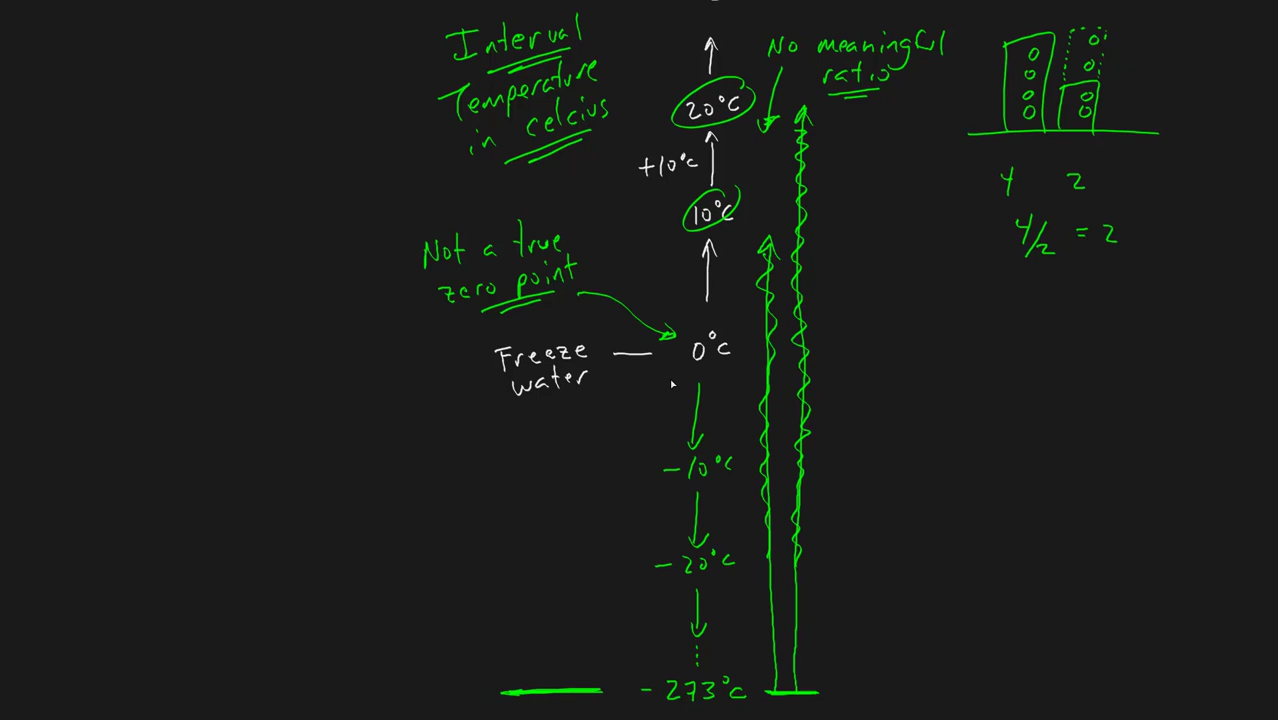 Interval
Temperature
in celcius
No meaningful
ratio
20°C
+10°C
10°C
4 2
4/2 = 2
Not a true
zero point
0°C
Freeze
water
-10°C
-20°C
-273°C